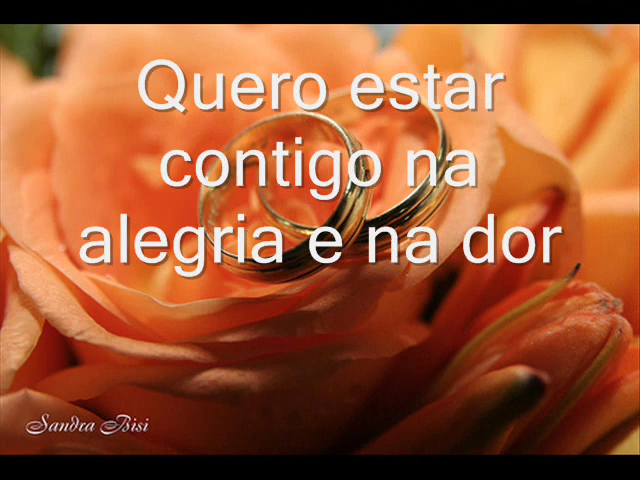 Quero estar
contigo na
alegria e na dor
Sandra Bisi